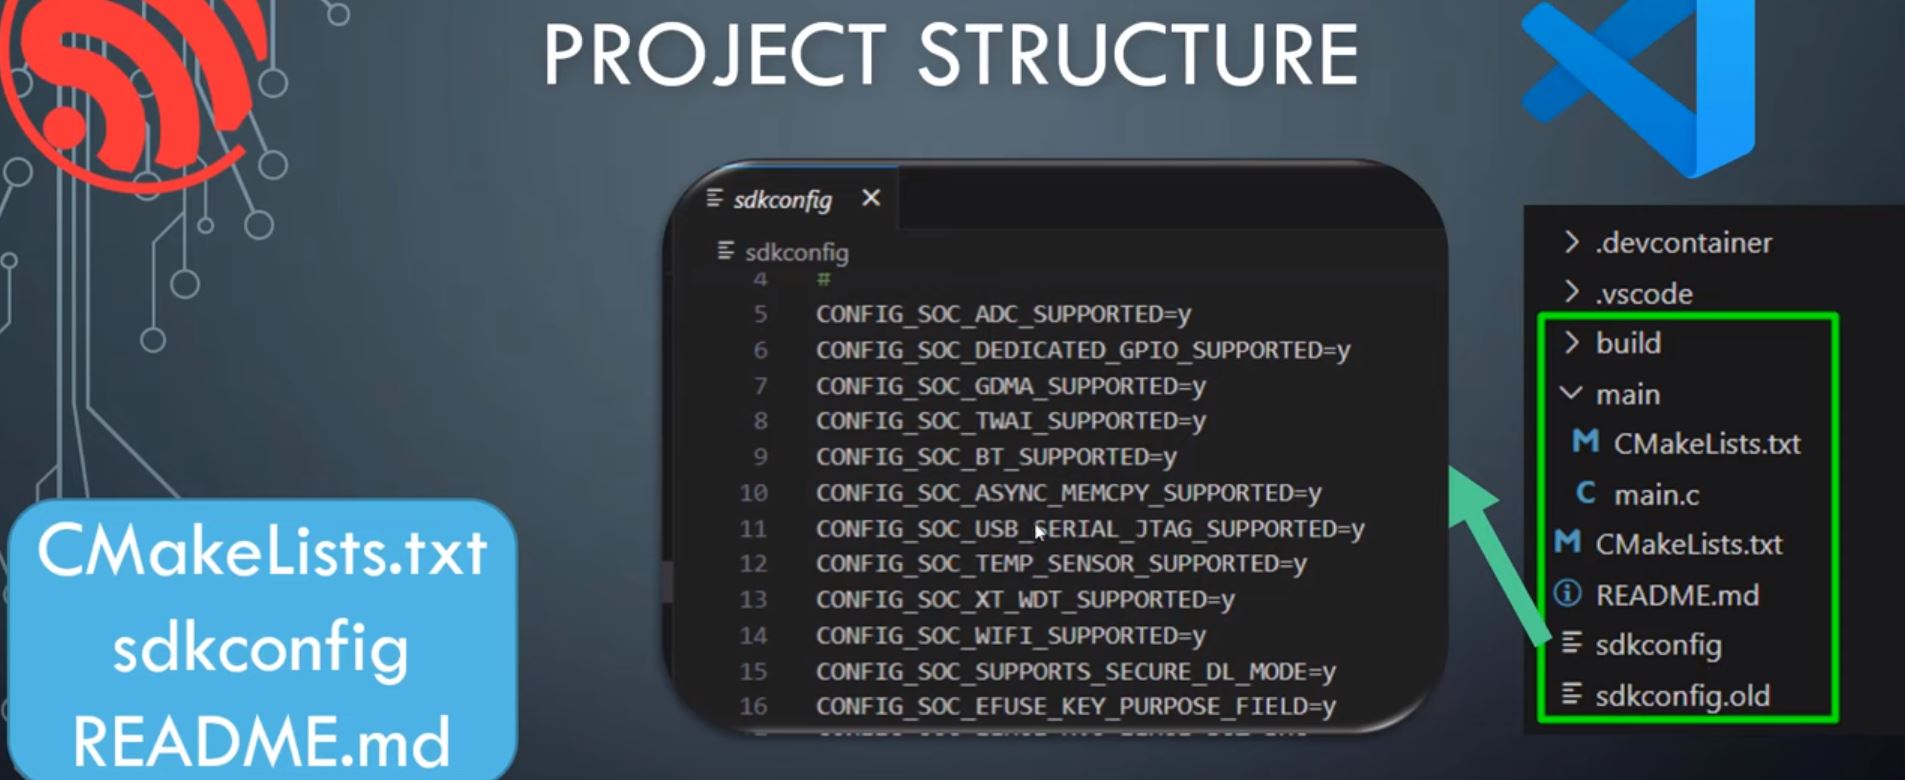 PROJECT STRUCTURE
sdkconfig
sdkconfig
4 #
5 CONFIG_SOC_ADC_SUPPORTED=y
6 CONFIG_SOC_DEDICATED_GPIO_SUPPORTED=y
7 CONFIG_SOC_GDMA_SUPPORTED=y
8 CONFIG_SOC_TWAI_SUPPORTED=y
9 CONFIG_SOC_BT_SUPPORTED=y
10 CONFIG_SOC_ASYNC_MEMCPY_SUPPORTED=y
11 CONFIG_SOC_USB_SERIAL_JTAG_SUPPORTED=y
12 CONFIG_SOC_TEMP_SENSOR_SUPPORTED=y
13 CONFIG_SOC_XT_WDT_SUPPORTED=y
14 CONFIG_SOC_WIFI_SUPPORTED=y
15 CONFIG_SOC_SUPPORTS_SECURE_DL_MODE=y
16 CONFIG_SOC_EFUSE_KEY_PURPOSE_FIELD=y
.devcontainer
.vscode
build
main
CMakeLists.txt
main.c
CMakeLists.txt
README.md
sdkconfig
sdkconfig.old
CMakeLists.txt
sdkconfig
README.md